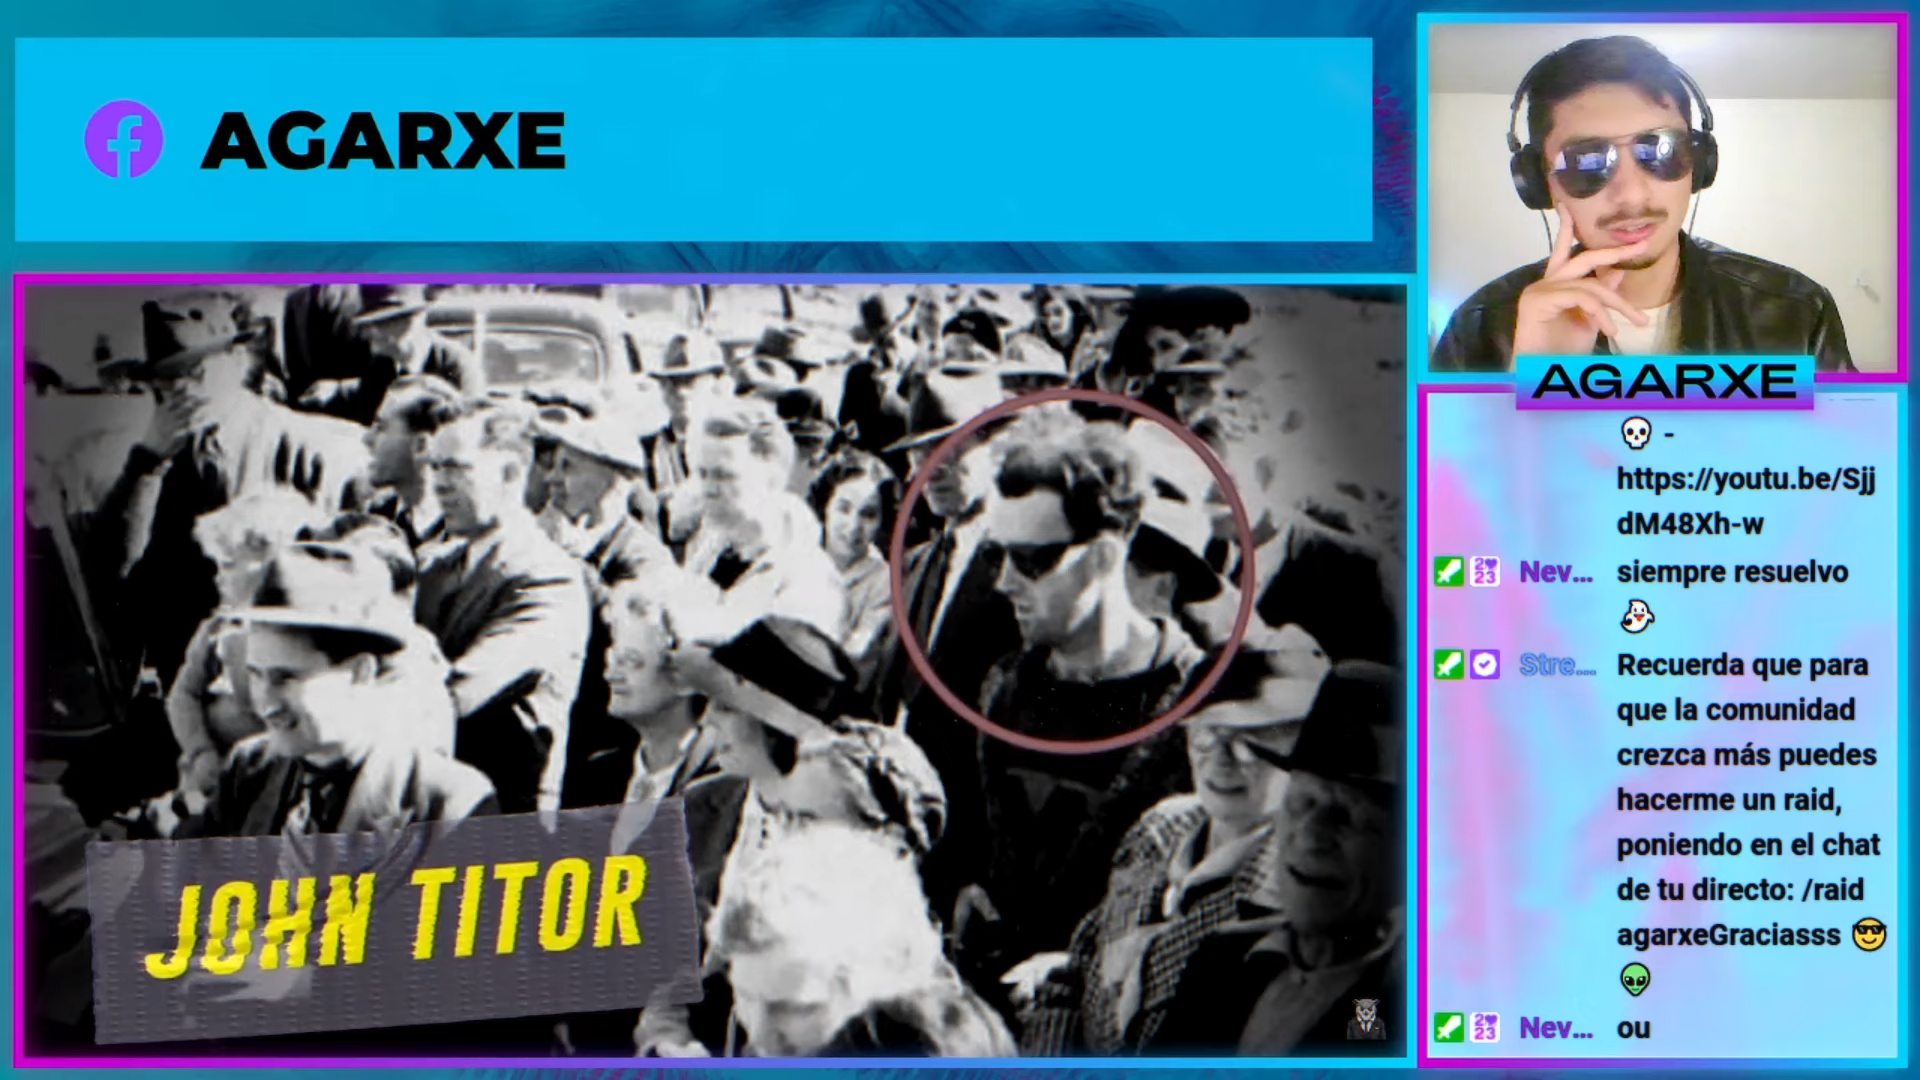 AGARXE
JOHN TITOR
AGARXE
💀 -
https://youtu.be/Sjj
dM48Xh-w
Nev... siempre resuelvo
👻
Stre... Recuerda que para
que la comunidad
crezca más puedes
hacerme un raid,
poniendo en el chat
de tu directo: /raid
agarxeGraciasss 😎
👽
Nev... ou